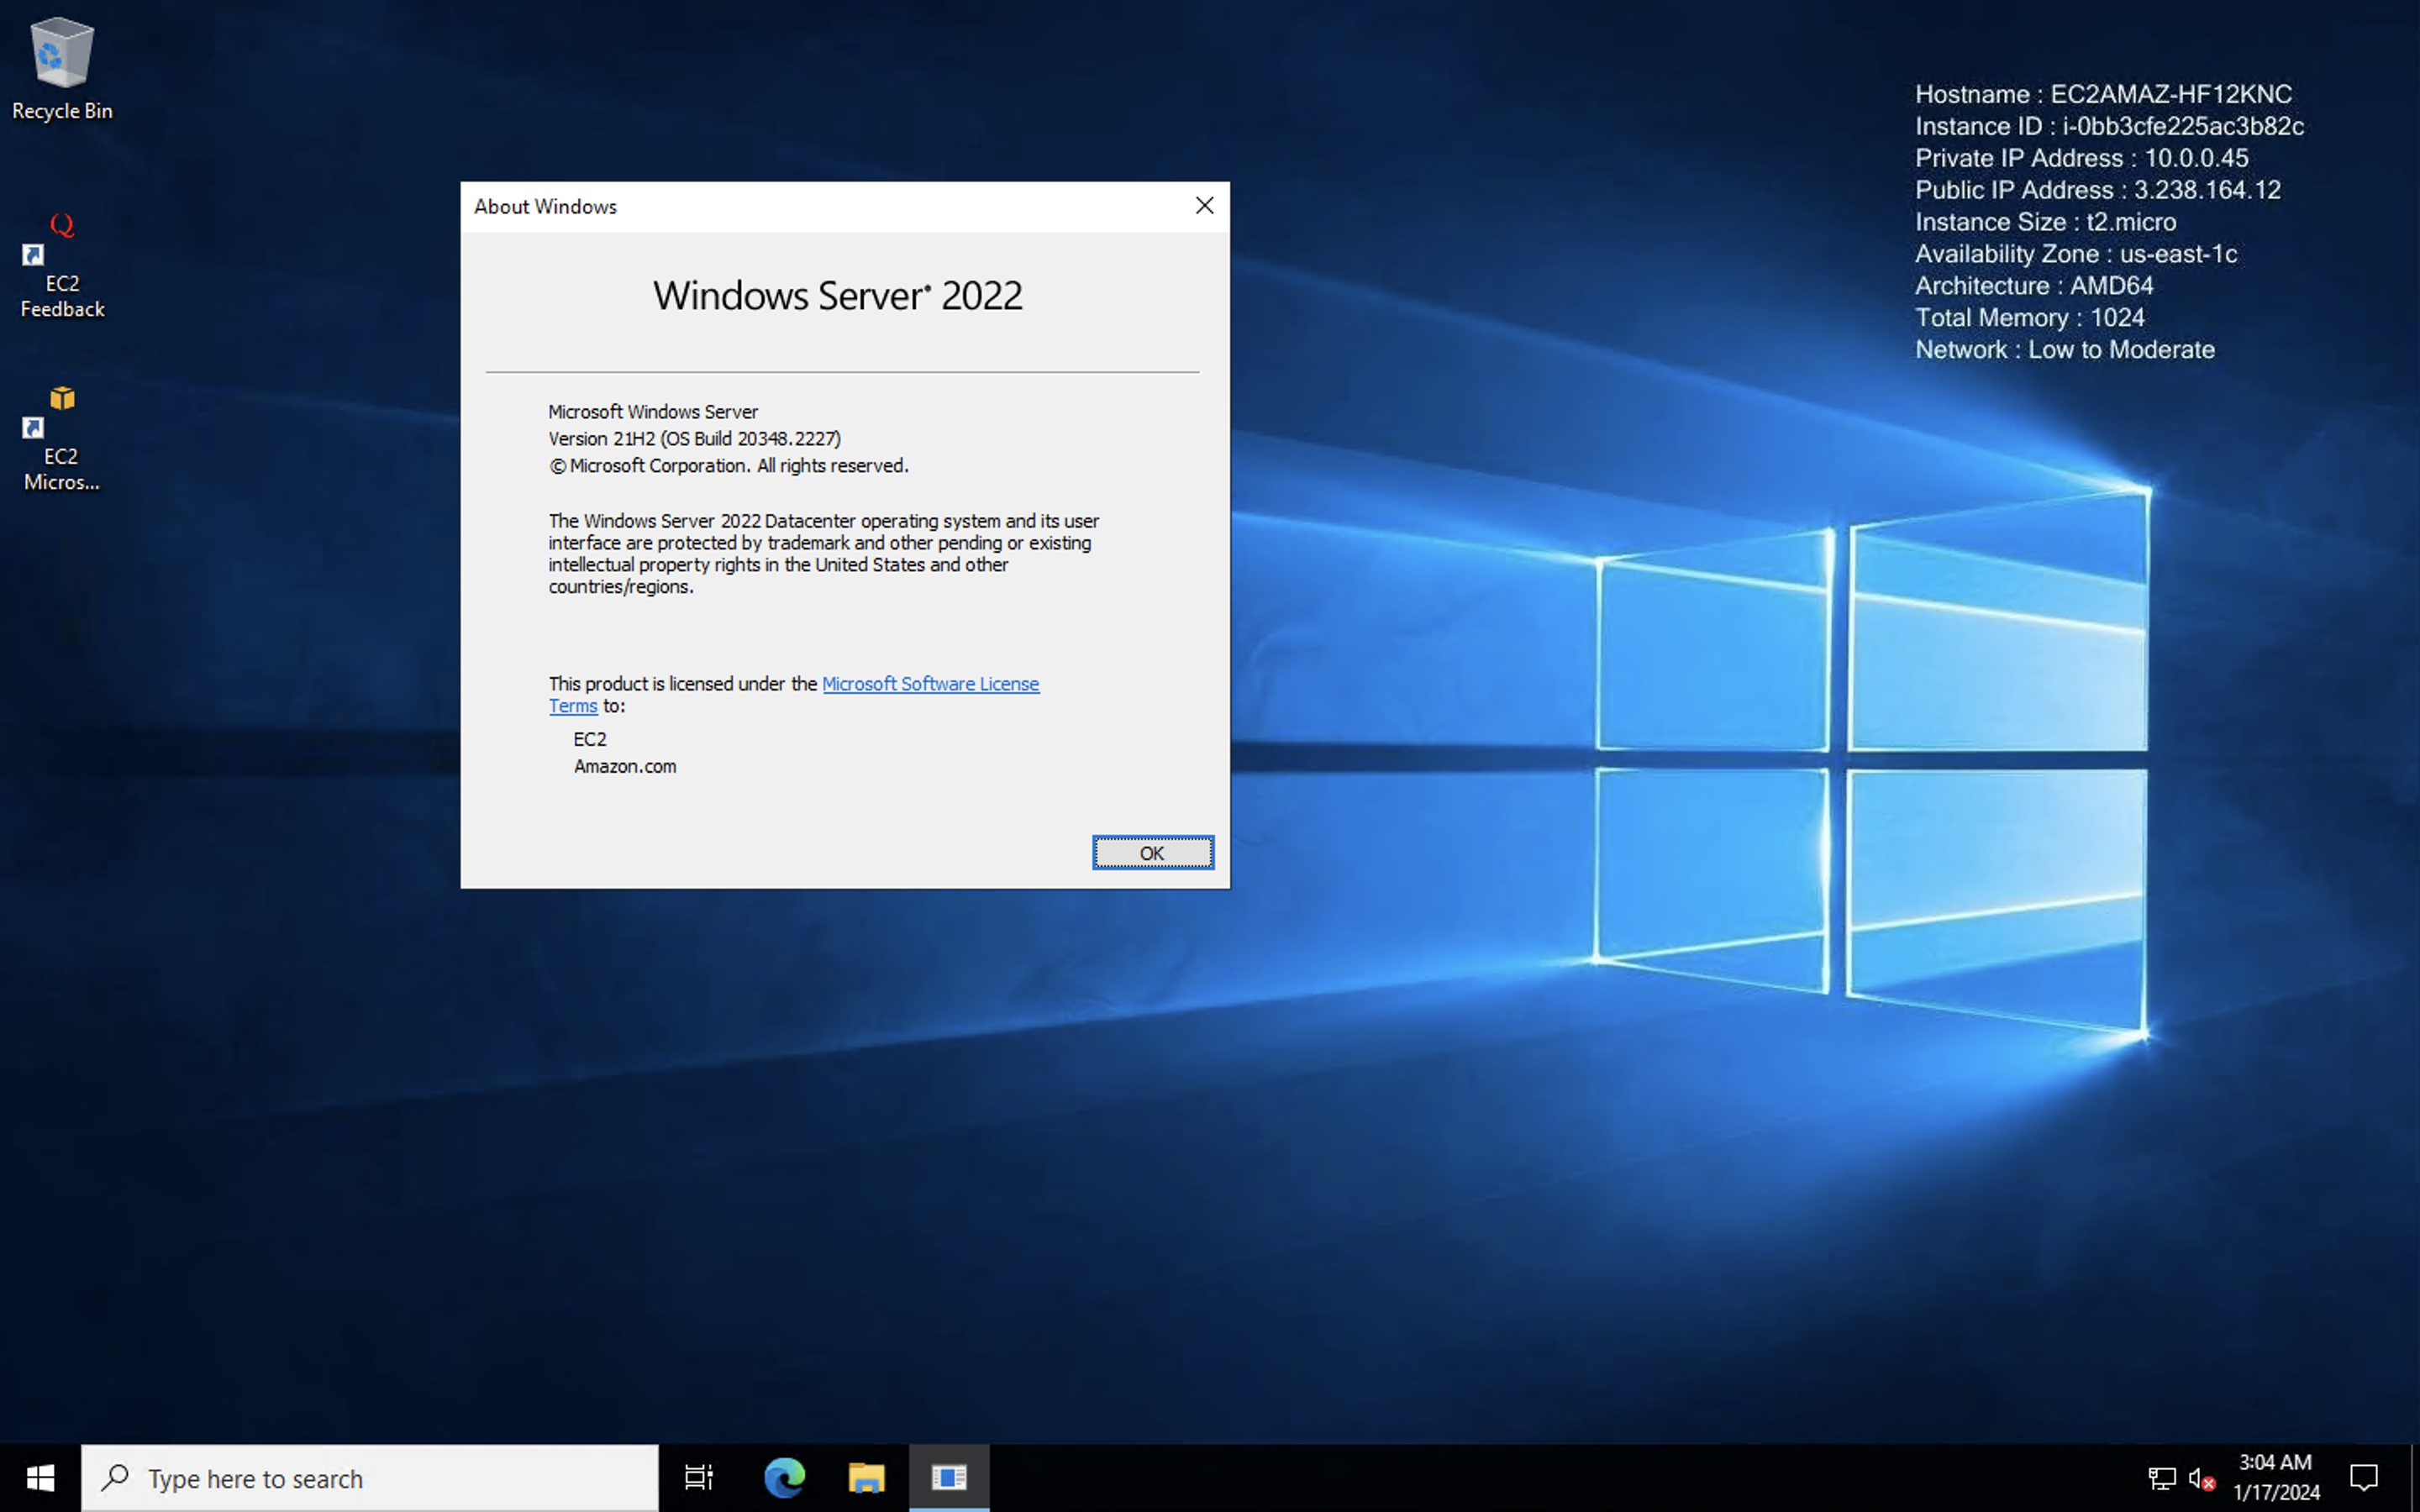 Recycle Bin
EC2
Feedback
EC2
Micros...
Hostname : EC2AMAZ-HF12KNC
Instance ID : i-0bb3cfe225ac3b82c
Private IP Address : 10.0.0.45
Public IP Address : 3.238.164.12
Instance Size : t2.micro
Availability Zone : us-east-1c
Architecture : AMD64
Total Memory : 1024
Network : Low to Moderate
About Windows
Windows Server® 2022
Microsoft Windows Server
Version 21H2 (OS Build 20348.2227)
© Microsoft Corporation. All rights reserved.
The Windows Server 2022 Datacenter operating system and its user
interface are protected by trademark and other pending or existing
intellectual property rights in the United States and other
countries/regions.
This product is licensed under the Microsoft Software License
Terms to:
EC2
Amazon.com
OK
Type here to search
3:04 AM
1/17/2024